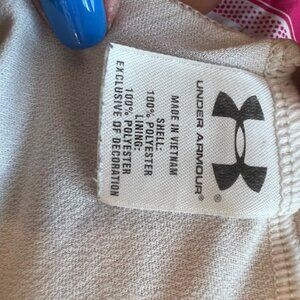 UNDER ARMOUR®
MADE IN VIETNAM
SHELL:
100% POLYESTER
LINING:
100% POLYESTER
EXCLUSIVE OF DECORATION